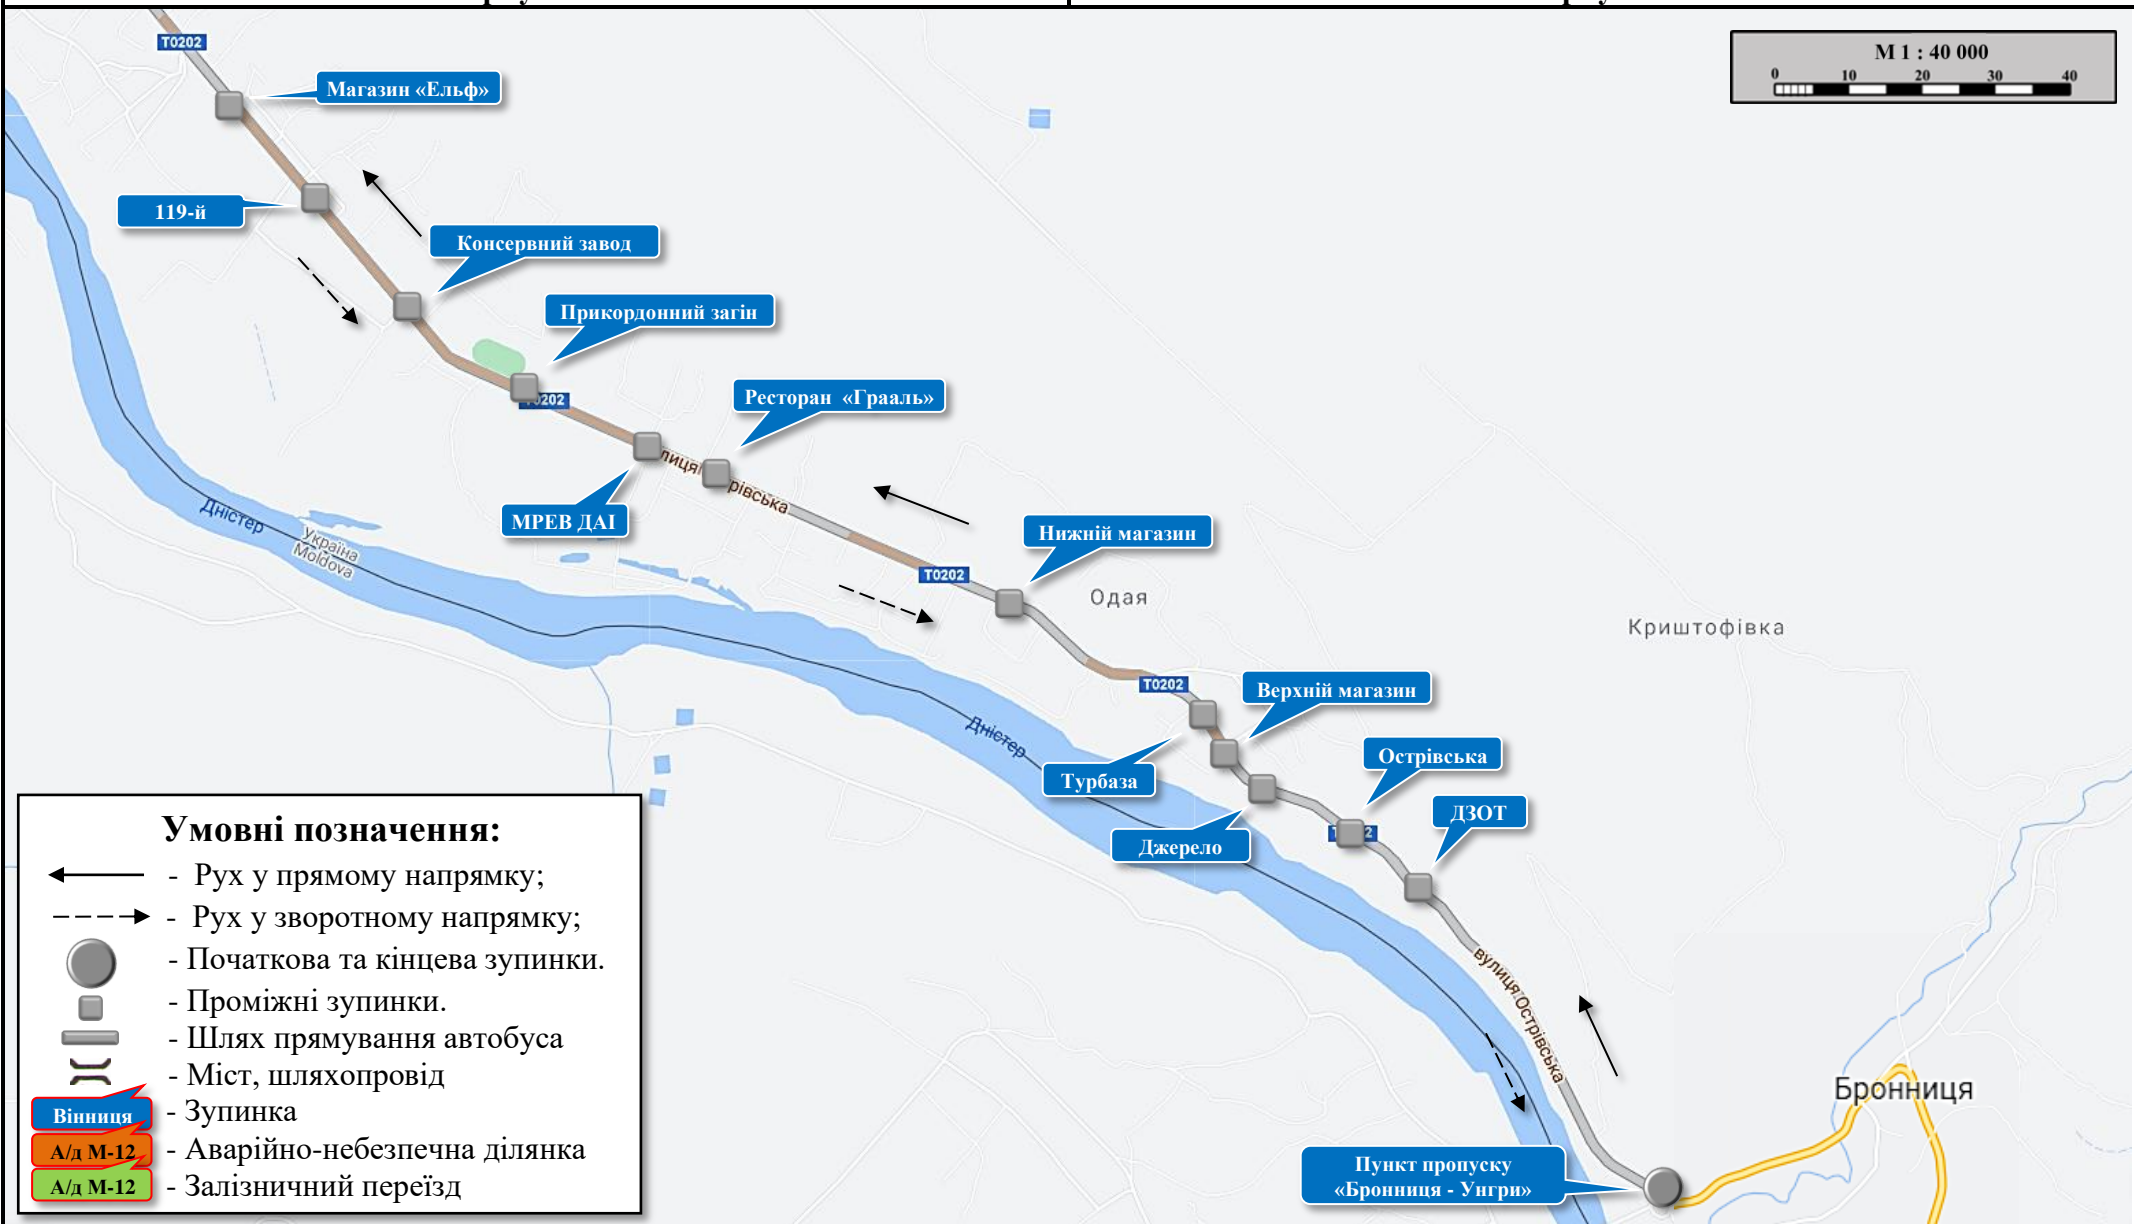 Т0202
Магазин «Ельф»
М 1 : 40 000
0 10 20 30 40
119-й
Консервний завод
Прикордонний загін
Ресторан «Грааль»
МРЕВ ДАІ
Дністер
Україна
Moldova
Нижній магазин
Т0202
Одая
Криштофівка
Т0202
Верхній магазин
Дністер
Турбаза
Острівська
ДЗОТ
Джерело
вулиця Острівська
Бронниця
Пункт пропуску
«Бронниця - Унгри»
Умовні позначення:
- Рух у прямому напрямку;
- Рух у зворотному напрямку;
- Початкова та кінцева зупинки.
- Проміжні зупинки.
- Шлях прямування автобуса
- Міст, шляхопровід
Вінниця - Зупинка
А/д М-12 - Аварійно-небезпечна ділянка
А/д М-12 - Залізничний переїзд